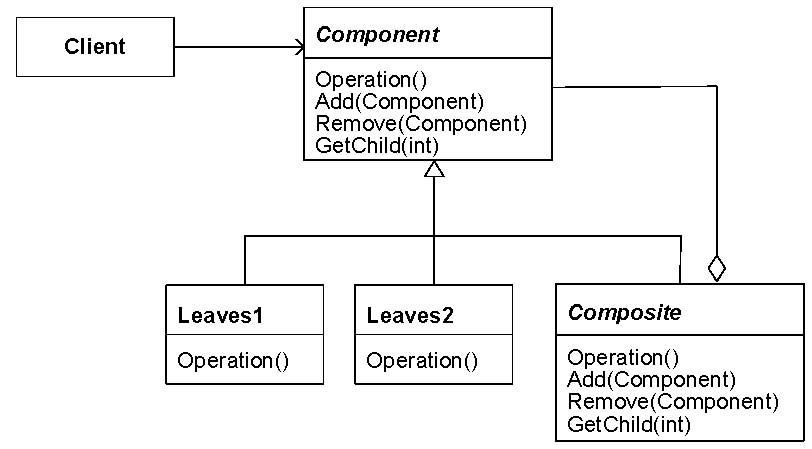 Client
Component
Operation()
Add(Component)
Remove(Component)
GetChild(int)
Leaves1
Operation()
Leaves2
Operation()
Composite
Operation()
Add(Component)
Remove(Component)
GetChild(int)